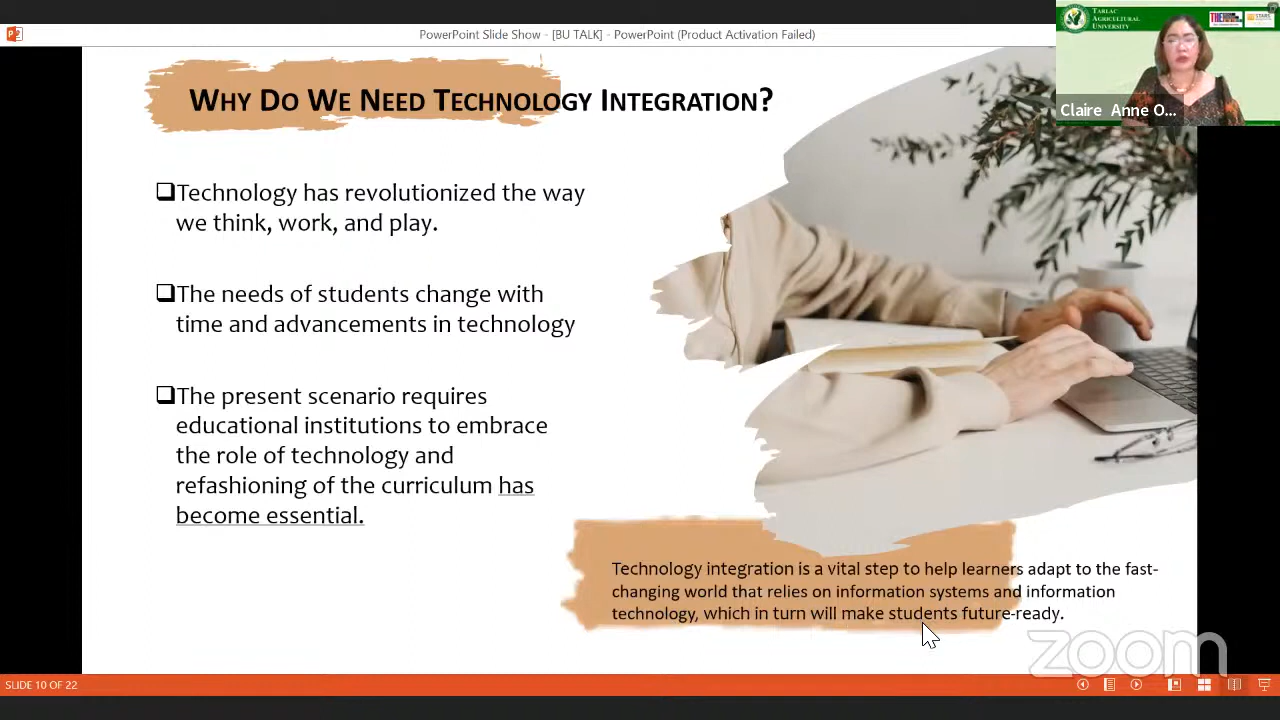 PowerPoint Slide Show - [BU TALK] - PowerPoint (Product Activation Failed)
TARLAC
AGRICULTURAL
UNIVERSITY
Claire Anne O...
WHY DO WE NEED TECHNOLOGY INTEGRATION?
Technology has revolutionized the way
we think, work, and play.
The needs of students change with
time and advancements in technology
The present scenario requires
educational institutions to embrace
the role of technology and
refashioning of the curriculum has
become essential.
Technology integration is a vital step to help learners adapt to the fast-
changing world that relies on information systems and information
technology, which in turn will make students future-ready.
zoom
SLIDE 10 OF 22